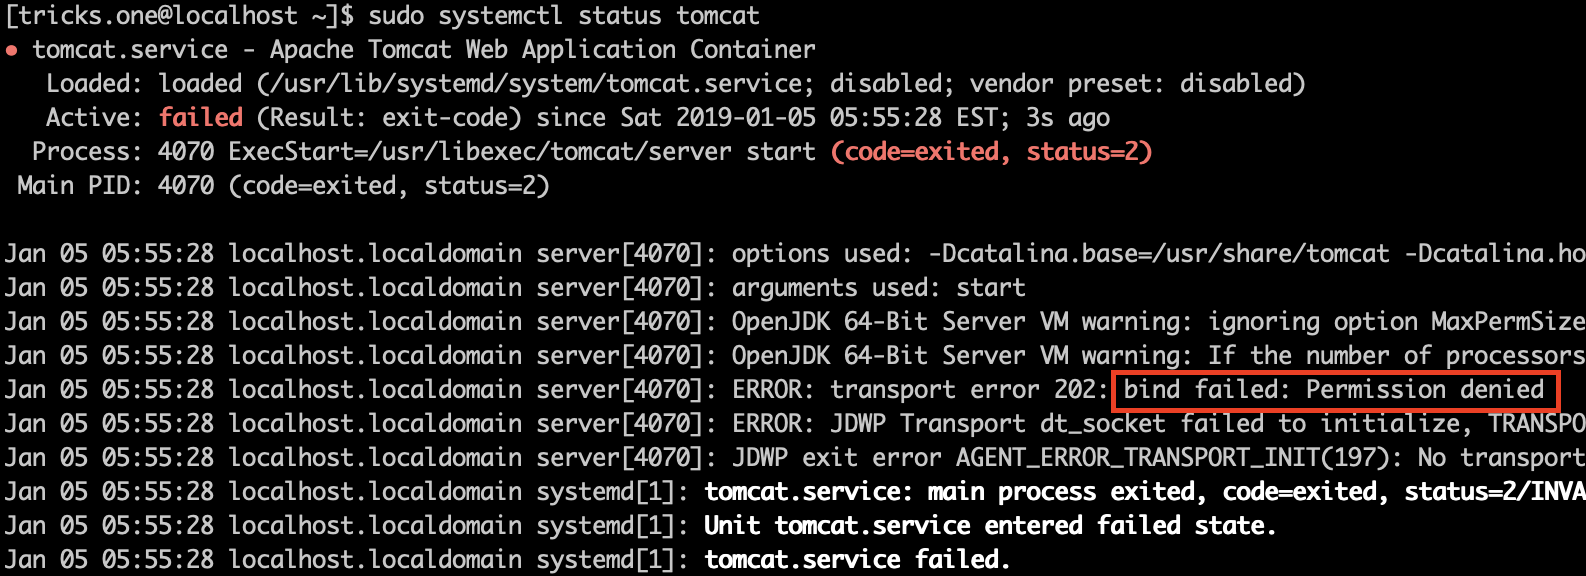 [tricks.one@localhost ~]$ sudo systemctl status tomcat
● tomcat.service - Apache Tomcat Web Application Container
   Loaded: loaded (/usr/lib/systemd/system/tomcat.service; disabled; vendor preset: disabled)
   Active: failed (Result: exit-code) since Sat 2019-01-05 05:55:28 EST; 3s ago
  Process: 4070 ExecStart=/usr/libexec/tomcat/server start (code=exited, status=2)
 Main PID: 4070 (code=exited, status=2)
Jan 05 05:55:28 localhost.localdomain server[4070]: options used: -Dcatalina.base=/usr/share/tomcat -Dcatalina.ho
Jan 05 05:55:28 localhost.localdomain server[4070]: arguments used: start
Jan 05 05:55:28 localhost.localdomain server[4070]: OpenJDK 64-Bit Server VM warning: ignoring option MaxPermSize
Jan 05 05:55:28 localhost.localdomain server[4070]: OpenJDK 64-Bit Server VM warning: If the number of processors
Jan 05 05:55:28 localhost.localdomain server[4070]: ERROR: transport error 202: bind failed: Permission denied
Jan 05 05:55:28 localhost.localdomain server[4070]: ERROR: JDWP Transport dt_socket failed to initialize, TRANSPO
Jan 05 05:55:28 localhost.localdomain server[4070]: JDWP exit error AGENT_ERROR_TRANSPORT_INIT(197): No transport
Jan 05 05:55:28 localhost.localdomain systemd[1]: tomcat.service: main process exited, code=exited, status=2/INVA
Jan 05 05:55:28 localhost.localdomain systemd[1]: Unit tomcat.service entered failed state.
Jan 05 05:55:28 localhost.localdomain systemd[1]: tomcat.service failed.